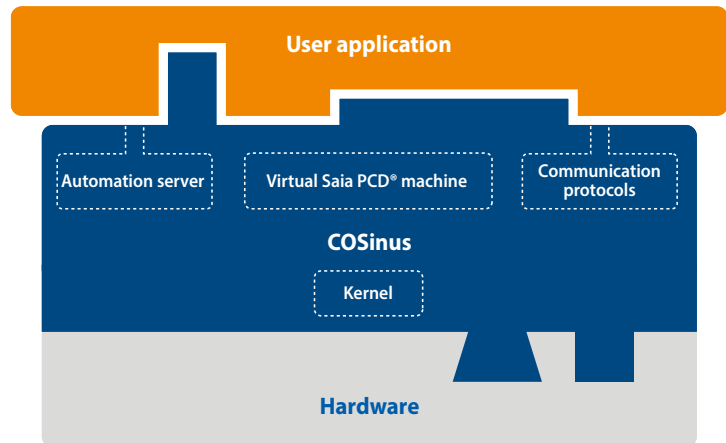 User application
Automation server
Virtual Saia PCD® machine
Communication
protocols
COSinus
Kernel
Hardware